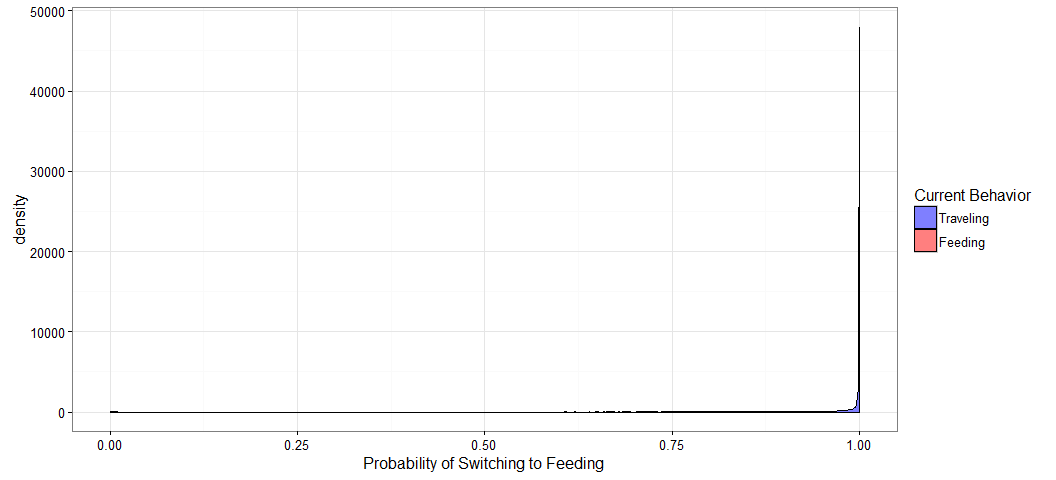 50000
40000
30000
20000
10000
0
density
0.00 0.25 0.50 0.75 1.00
Probability of Switching to Feeding
Current Behavior
Traveling
Feeding